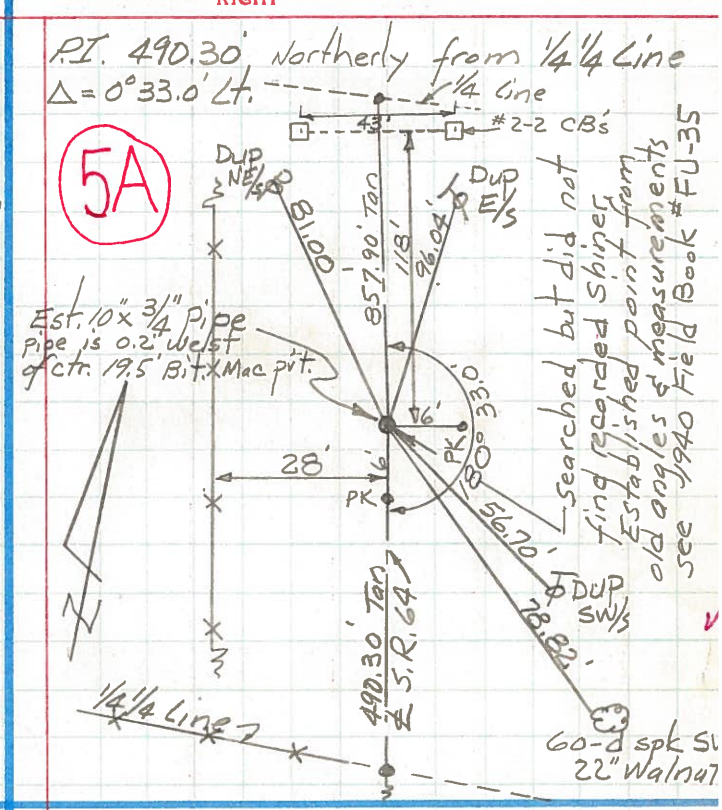 RIGHT
P.I. 490.30' Northerly from 1/4 1/4 Line
Δ = 0°33.0' Lt.
1/4 Line
43'
#2-2 CB's
5A
Dup
NE/s
81.00
857.90' Tan
118'
96.04'
Dup
E/s
Est. 10" x 3/4" Pipe
pipe is 0.2' west
of ctr. 19.5' Bit. Mac pvt.
Searched but did not
find recorded shiner,
Established point from
old angles & measurements
see 1940 Field Book #FU-35
6'
PK
180° 33.0'
28'
6'
PK
56.70'
DUP
SW/s
78.82'
490.30' Tan
℄ S.R. 64
1/4 1/4 Line
60-d spk SW
22" Walnut